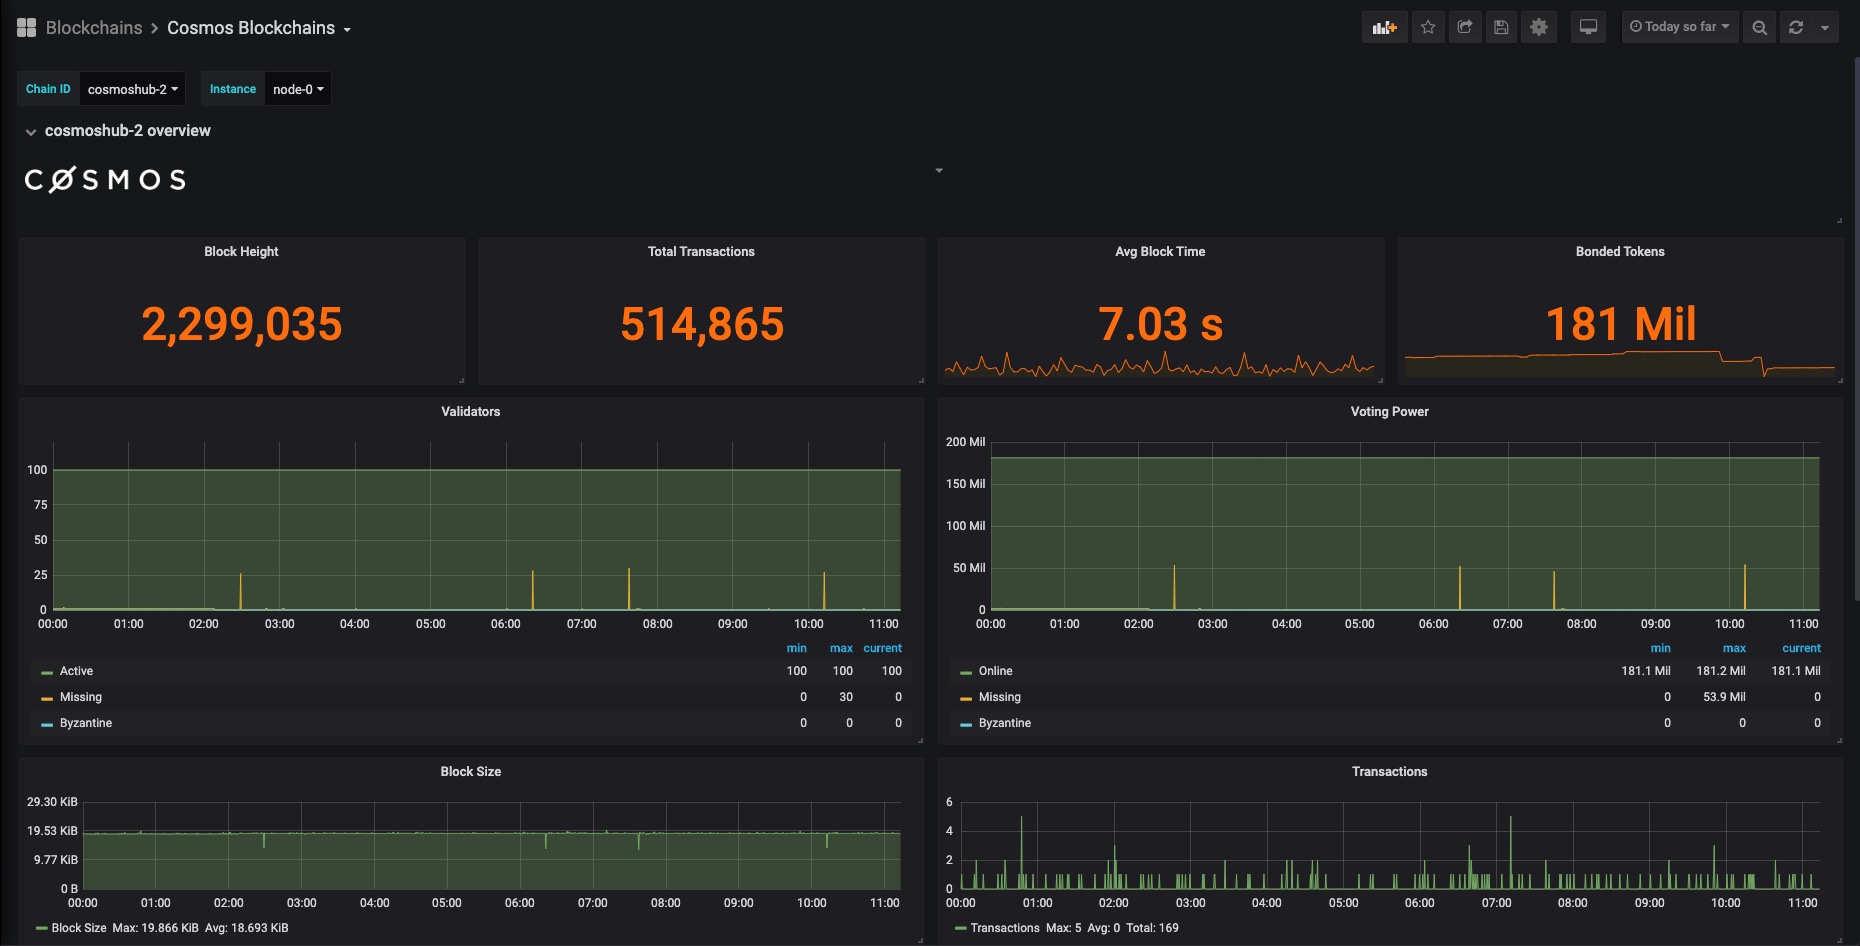 Blockchains > Cosmos Blockchains
Today so far
Chain ID cosmoshub-2 Instance node-0
cosmoshub-2 overview
CØSMOS
Block Height
2,299,035
Total Transactions
514,865
Avg Block Time
7.03 s
Bonded Tokens
181 Mil
Validators
100
75
50
25
0
00:00 01:00 02:00 03:00 04:00 05:00 06:00 07:00 08:00 09:00 10:00 11:00
min max current
Active 100 100 100
Missing 0 30 0
Byzantine 0 0 0
Voting Power
200 Mil
150 Mil
100 Mil
50 Mil
0
00:00 01:00 02:00 03:00 04:00 05:00 06:00 07:00 08:00 09:00 10:00 11:00
min max current
Online 181.1 Mil 181.2 Mil 181.1 Mil
Missing 0 53.9 Mil 0
Byzantine 0 0 0
Block Size
29.30 KiB
19.53 KiB
9.77 KiB
0 B
00:00 01:00 02:00 03:00 04:00 05:00 06:00 07:00 08:00 09:00 10:00 11:00
Block Size Max: 19.866 KiB Avg: 18.693 KiB
Transactions
6
4
2
0
00:00 01:00 02:00 03:00 04:00 05:00 06:00 07:00 08:00 09:00 10:00 11:00
Transactions Max: 5 Avg: 0 Total: 169